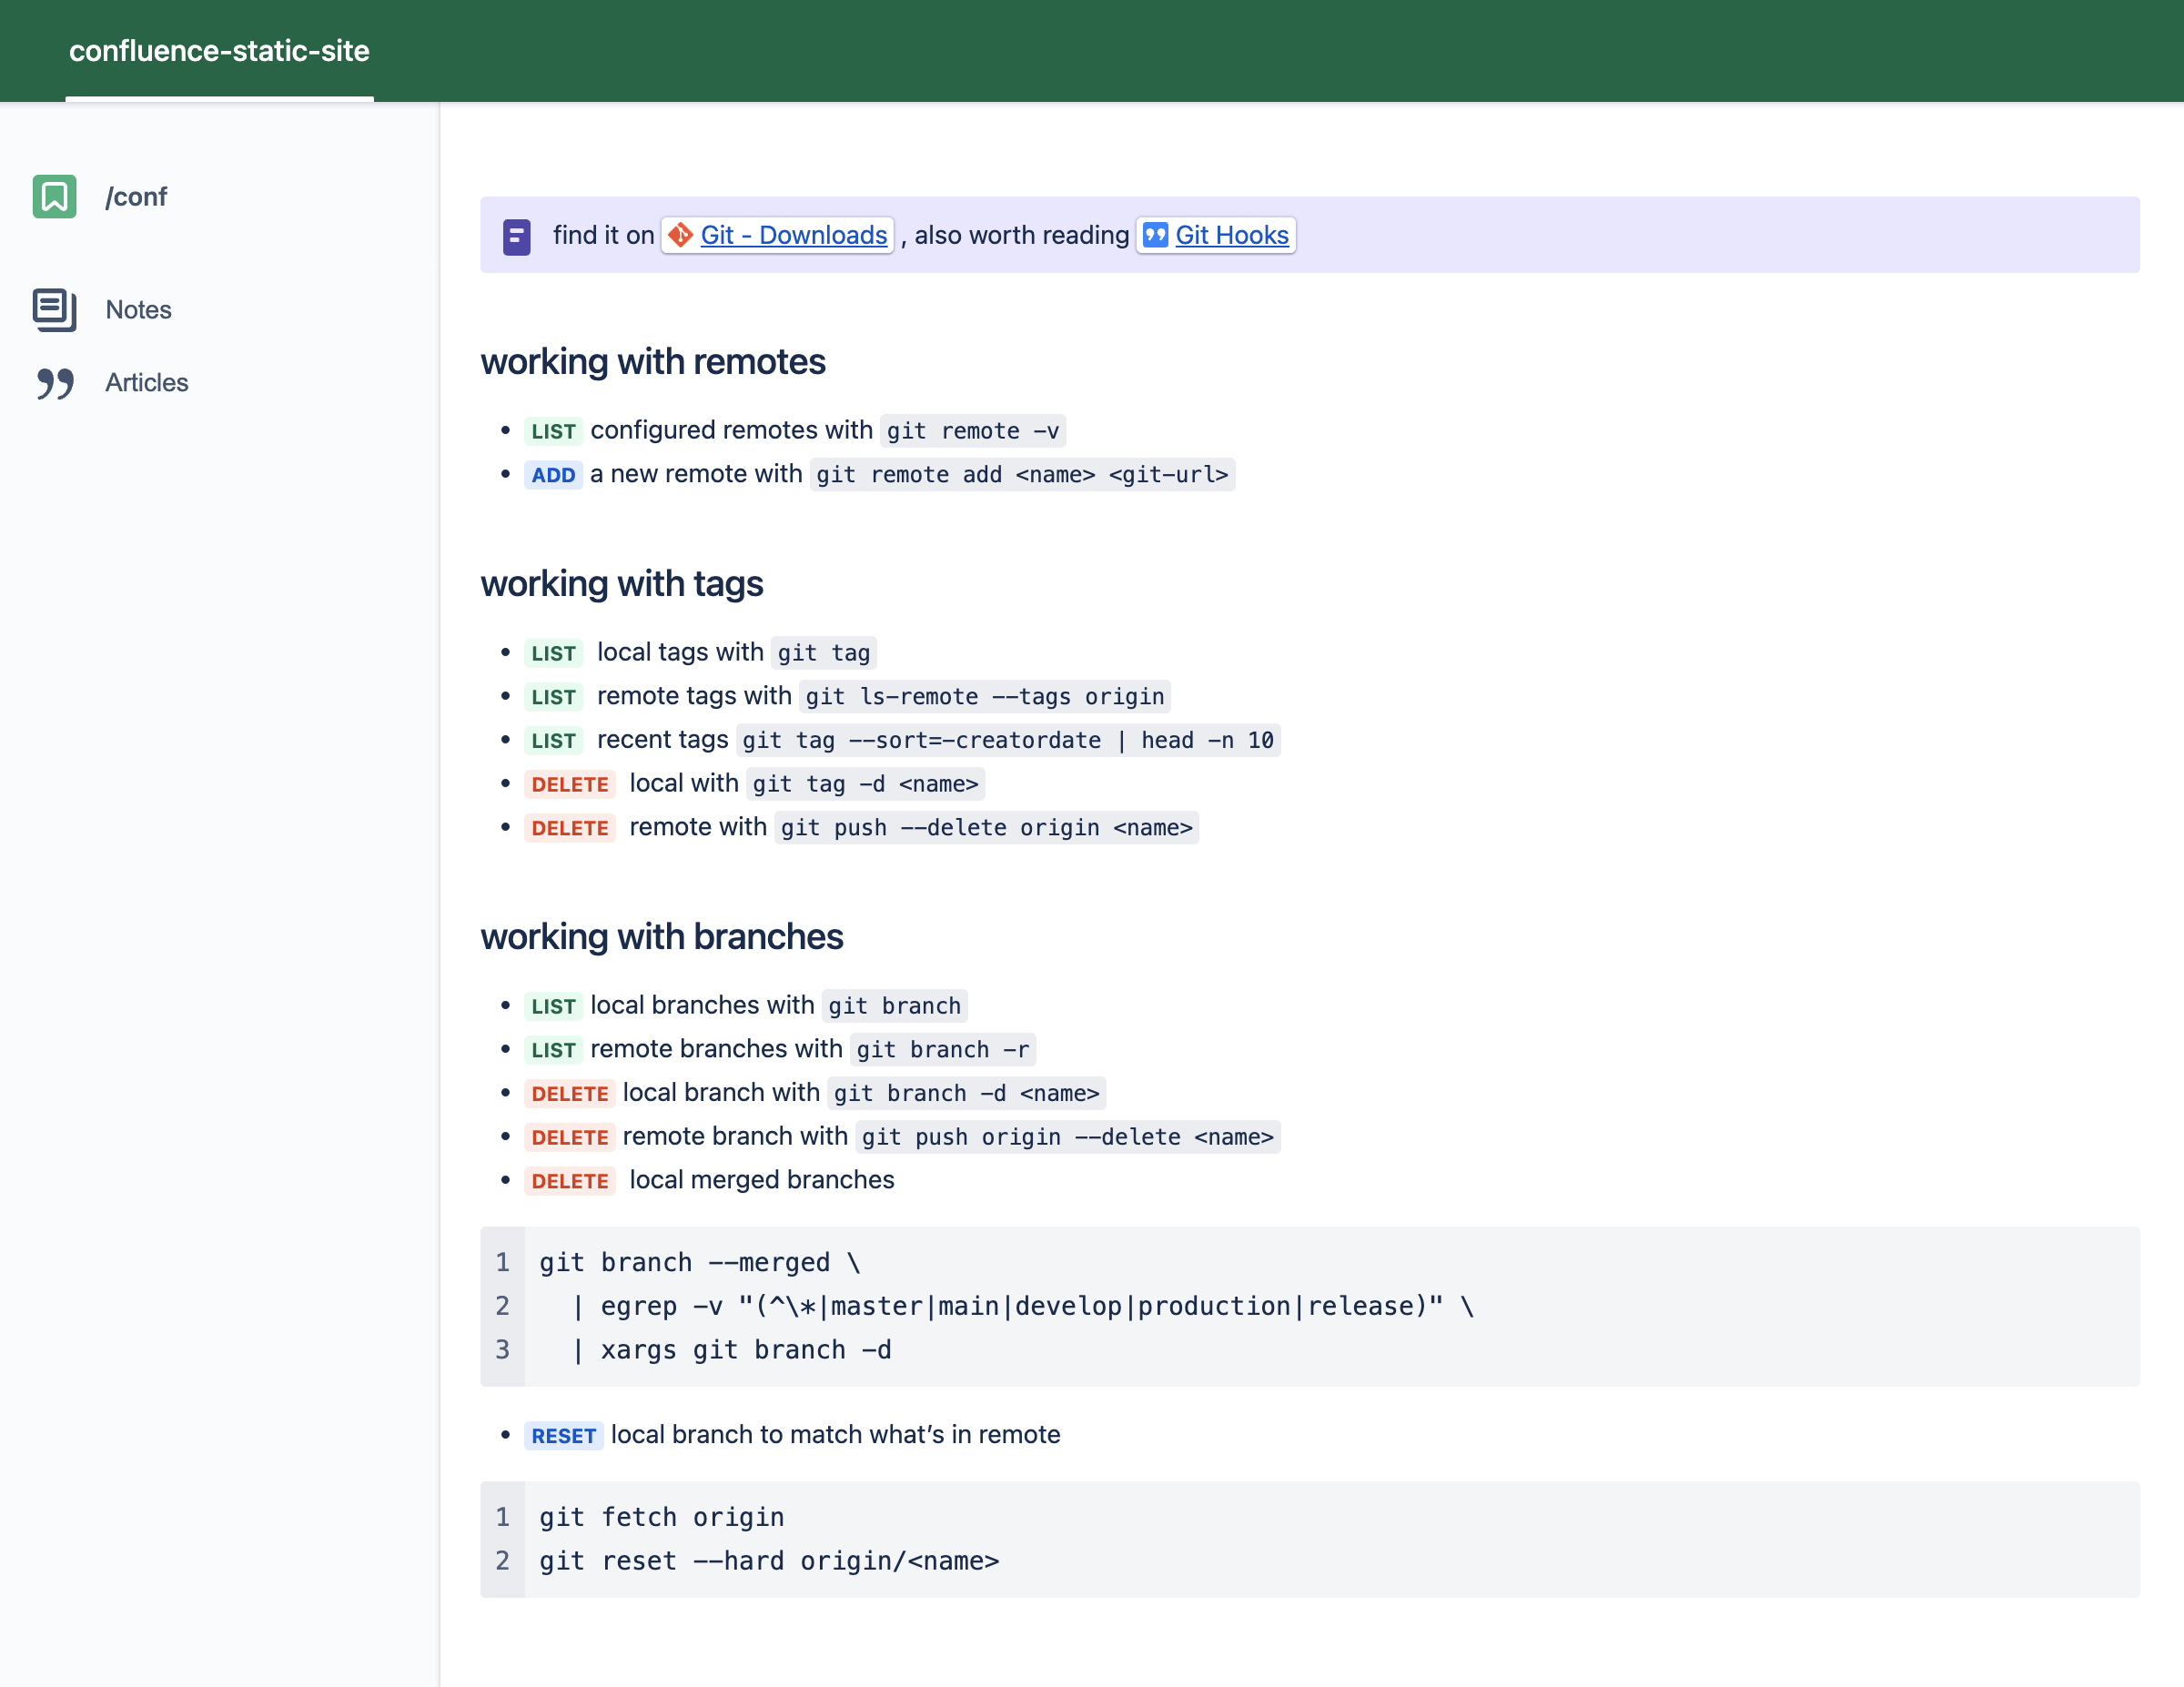 confluence-static-site
/conf
Notes
Articles
find it on Git - Downloads , also worth reading Git Hooks
working with remotes
• LIST configured remotes with git remote -v
• ADD a new remote with git remote add <name> <git-url>
working with tags
• LIST local tags with git tag
• LIST remote tags with git ls-remote --tags origin
• LIST recent tags git tag --sort=-creatordate | head -n 10
• DELETE local with git tag -d <name>
• DELETE remote with git push --delete origin <name>
working with branches
• LIST local branches with git branch
• LIST remote branches with git branch -r
• DELETE local branch with git branch -d <name>
• DELETE remote branch with git push origin --delete <name>
• DELETE local merged branches
1 git branch --merged \
2   | egrep -v "(^\*|master|main|develop|production|release)" \
3   | xargs git branch -d
• RESET local branch to match what’s in remote
1 git fetch origin
2 git reset --hard origin/<name>